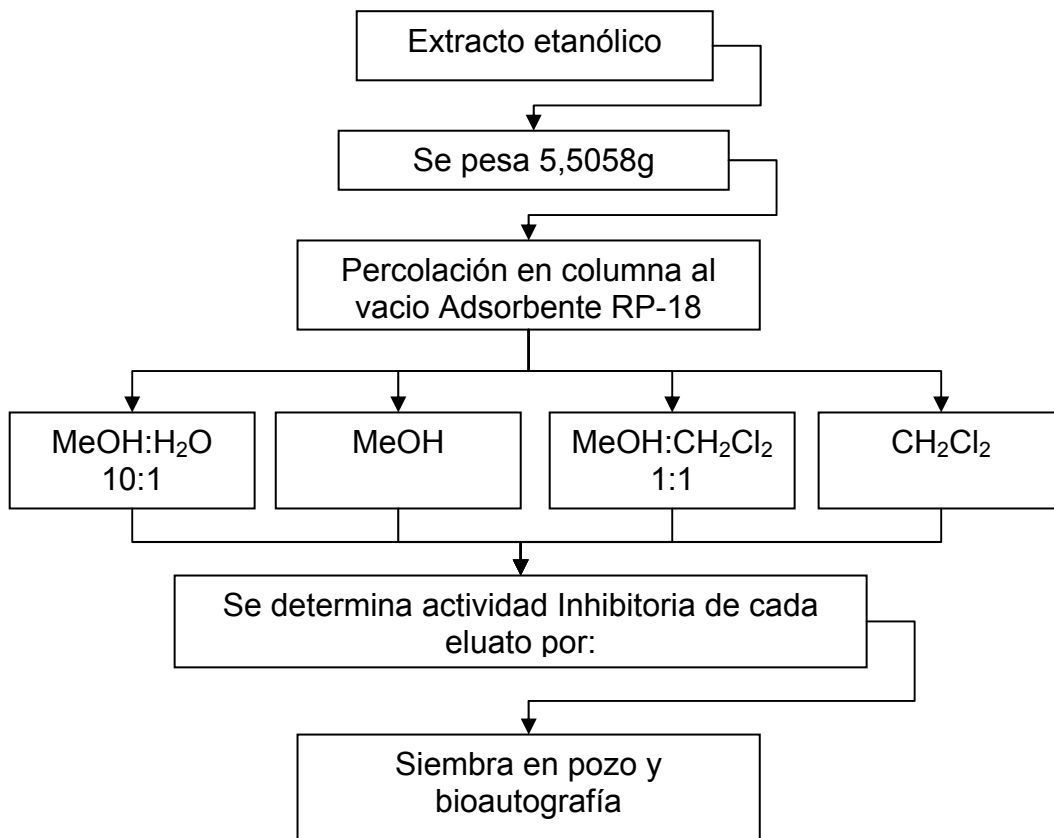 Extracto etanólico
Se pesa 5,5058g
Percolación en columna al
vacio Adsorbente RP-18
MeOH:H₂O
10:1
MeOH
MeOH:CH₂Cl₂
1:1
CH₂Cl₂
Se determina actividad Inhibitoria de cada
eluato por:
Siembra en pozo y
bioautografía